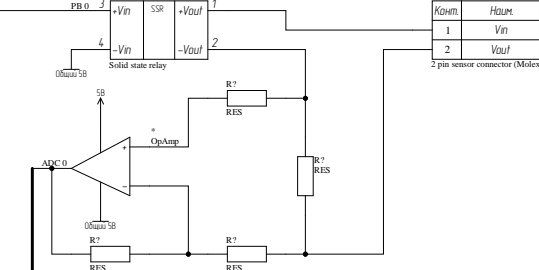 PB 0
3
+Vin
SSR
+Vout
1
Конт.
Наим.
1
Vin
4
-Vin
-Vout
2
2
Vout
Solid state relay
2 pin sensor connector (Molex
Общий 5В
5В
R?
RES
*
OpAmp
+
ADC 0
R?
RES
-
Общий 5В
R?
R?
RES
RES